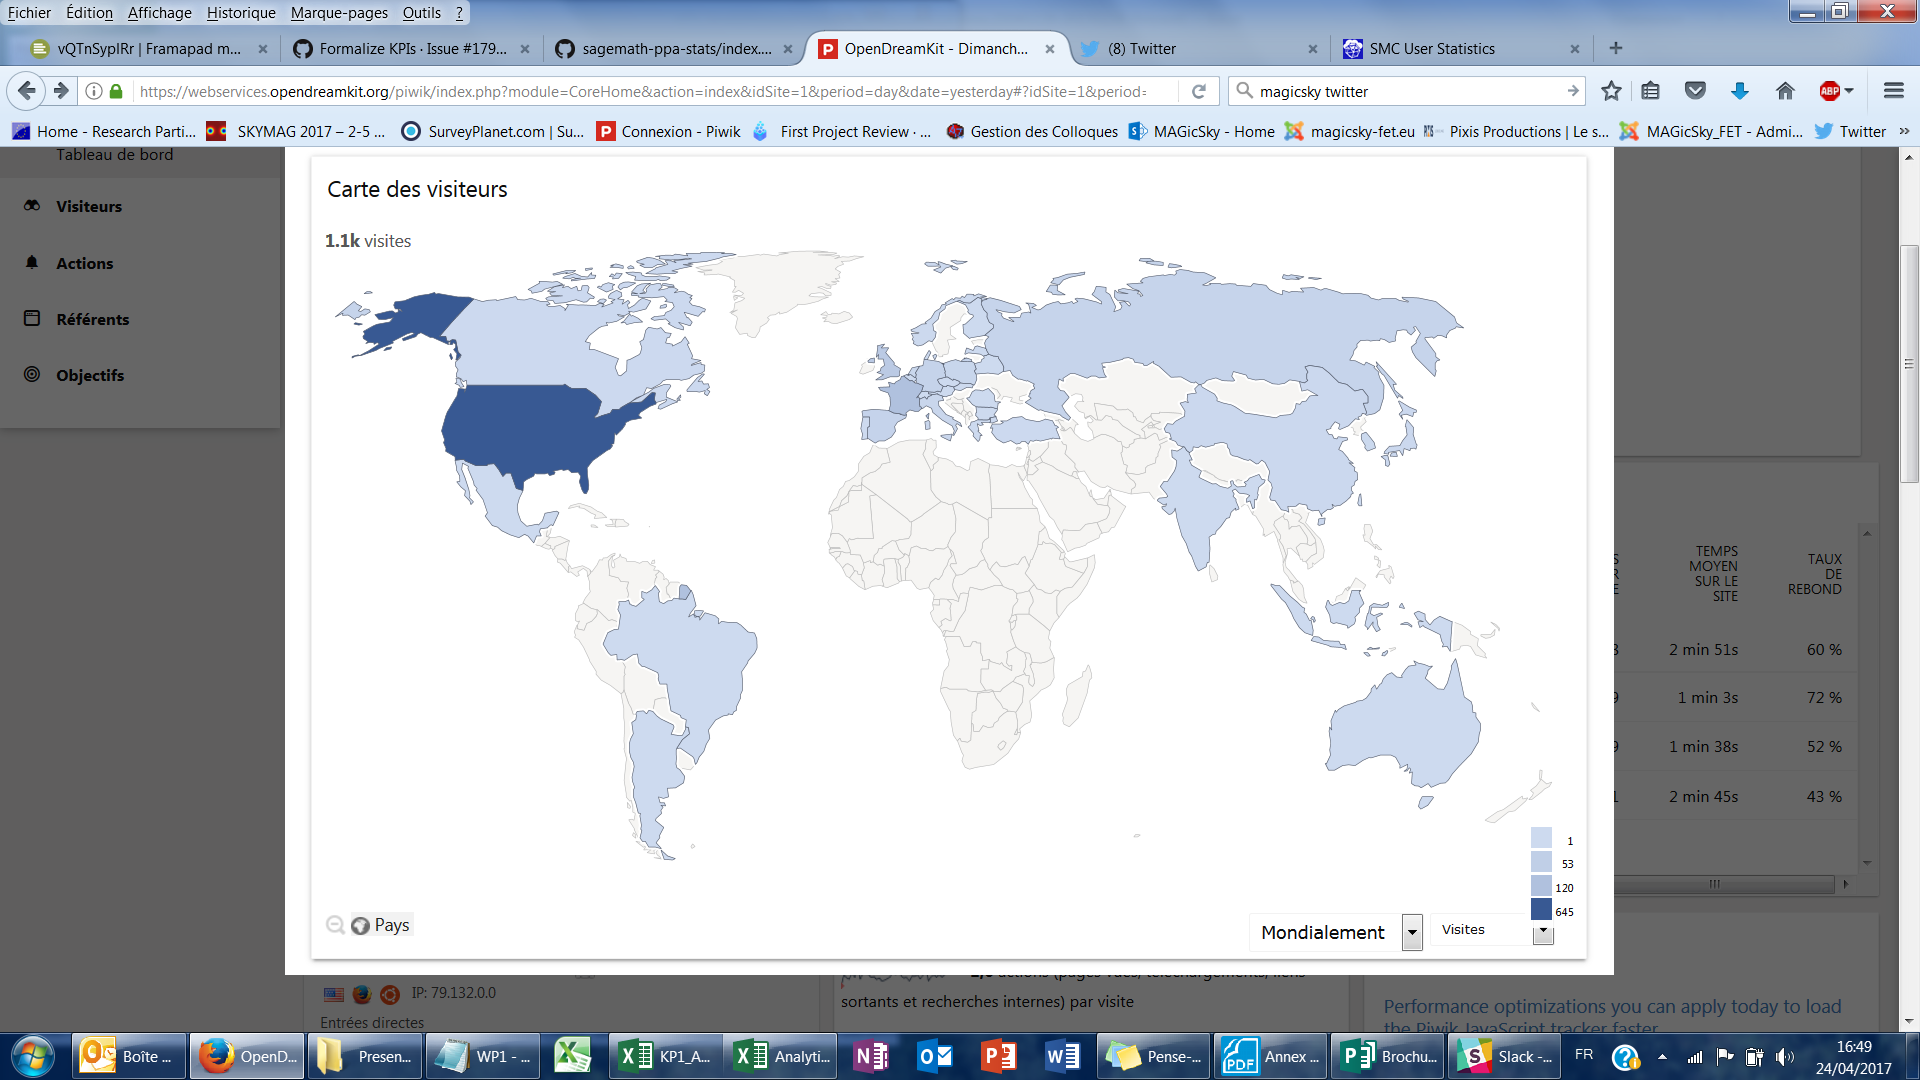 Fichier Édition Affichage Historique Marque-pages Outils ?
vQTnSypIRr | Framapad m...
Formalize KPIs · Issue #179...
sagemath-ppa-stats/index....
OpenDreamKit - Dimanch...
(8) Twitter
SMC User Statistics
https://webservices.opendreamkit.org/piwik/index.php?module=CoreHome&action=index&idSite=1&period=day&date=yesterday#?idSite=1&period=
magicsky twitter
ABP
Home - Research Parti...
SKYMAG 2017 – 2-5 ...
SurveyPlanet.com | Su...
Connexion - Piwik
First Project Review · ...
Gestion des Colloques
MAGicSky - Home
magicsky-fet.eu
Pixis Productions | Le s...
MAGicSky_FET - Admi...
Twitter
Tableau de bord
Visiteurs
Actions
Référents
Objectifs
Carte des visiteurs
1.1k visites
1
53
120
645
Pays
Mondialement
Visites
TEMPS MOYEN SUR LE SITE
TAUX DE REBOND
2 min 51s 60 %
1 min 3s 72 %
1 min 38s 52 %
2 min 45s 43 %
IP: 79.132.0.0
Entrées directes
sortants et recherches internes) par visite
Performance optimizations you can apply today to load
the Piwik JavaScript tracker faster
Boîte ...
OpenD...
Presen...
WP1 - ...
KP1_A...
Analyti...
Pense-...
Annex ...
Brochu...
Slack -...
FR
16:49
24/04/2017